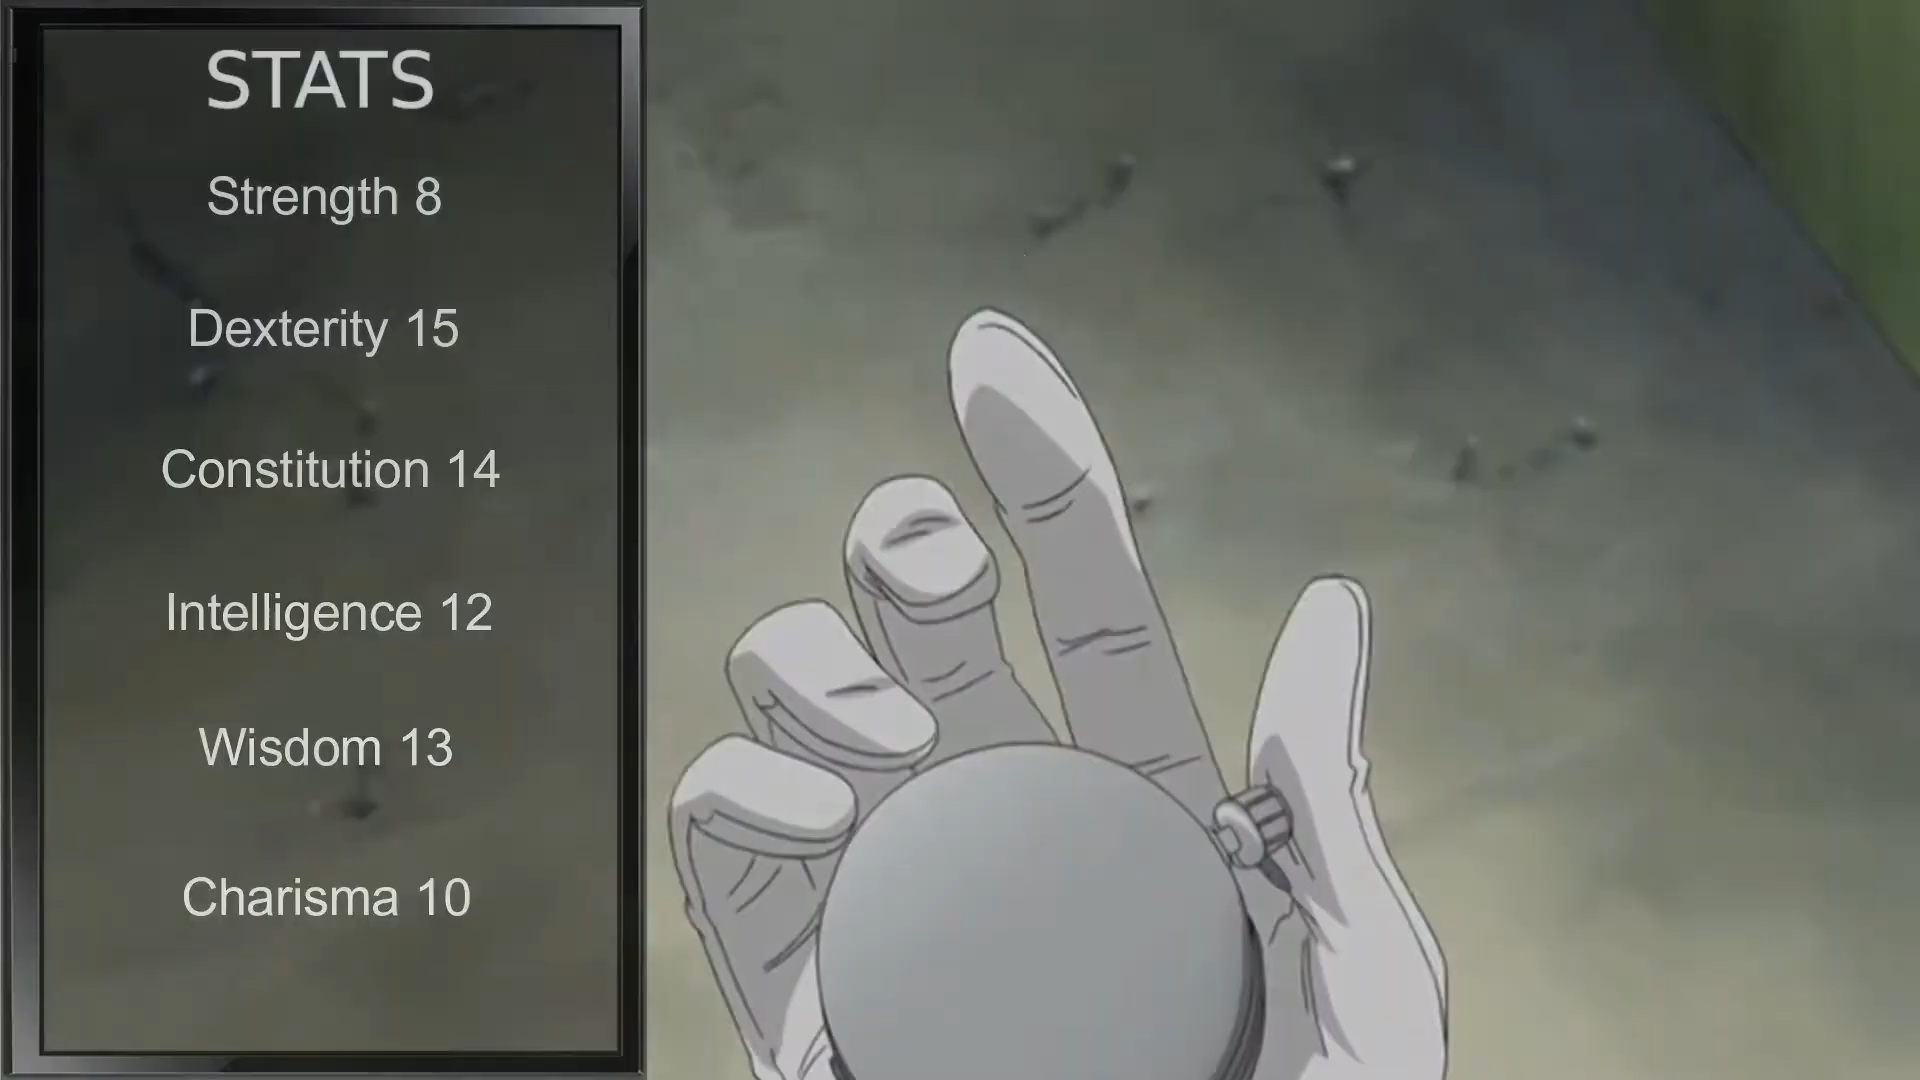 STATS
Strength 8
Dexterity 15
Constitution 14
Intelligence 12
Wisdom 13
Charisma 10